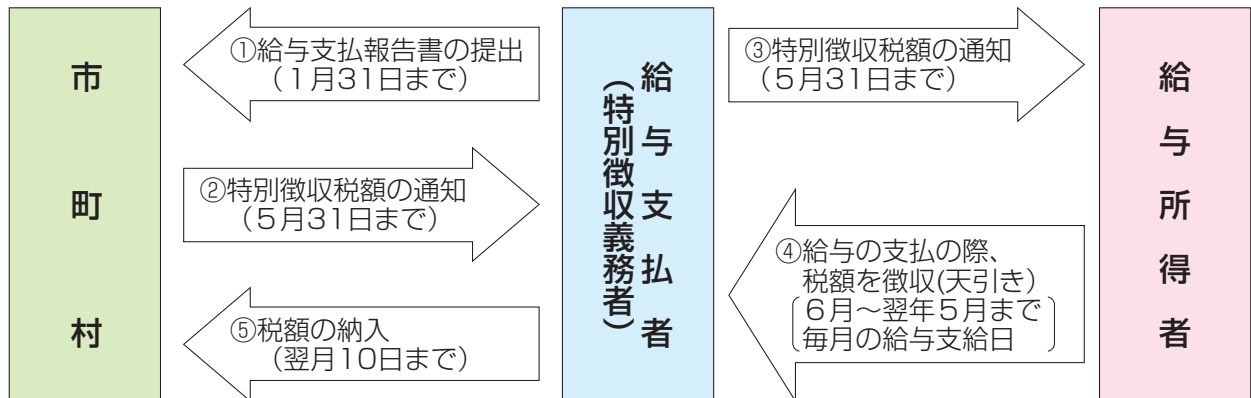 市町村
①給与支払報告書の提出
（1月31日まで）
②特別徴収税額の通知
（5月31日まで）
⑤税額の納入
（翌月10日まで）
給与支払者
（特別徴収義務者）
③特別徴収税額の通知
（5月31日まで）
④給与の支払の際、
税額を徴収(天引き）
〔6月～翌年5月まで
毎月の給与支給日〕
給与所得者